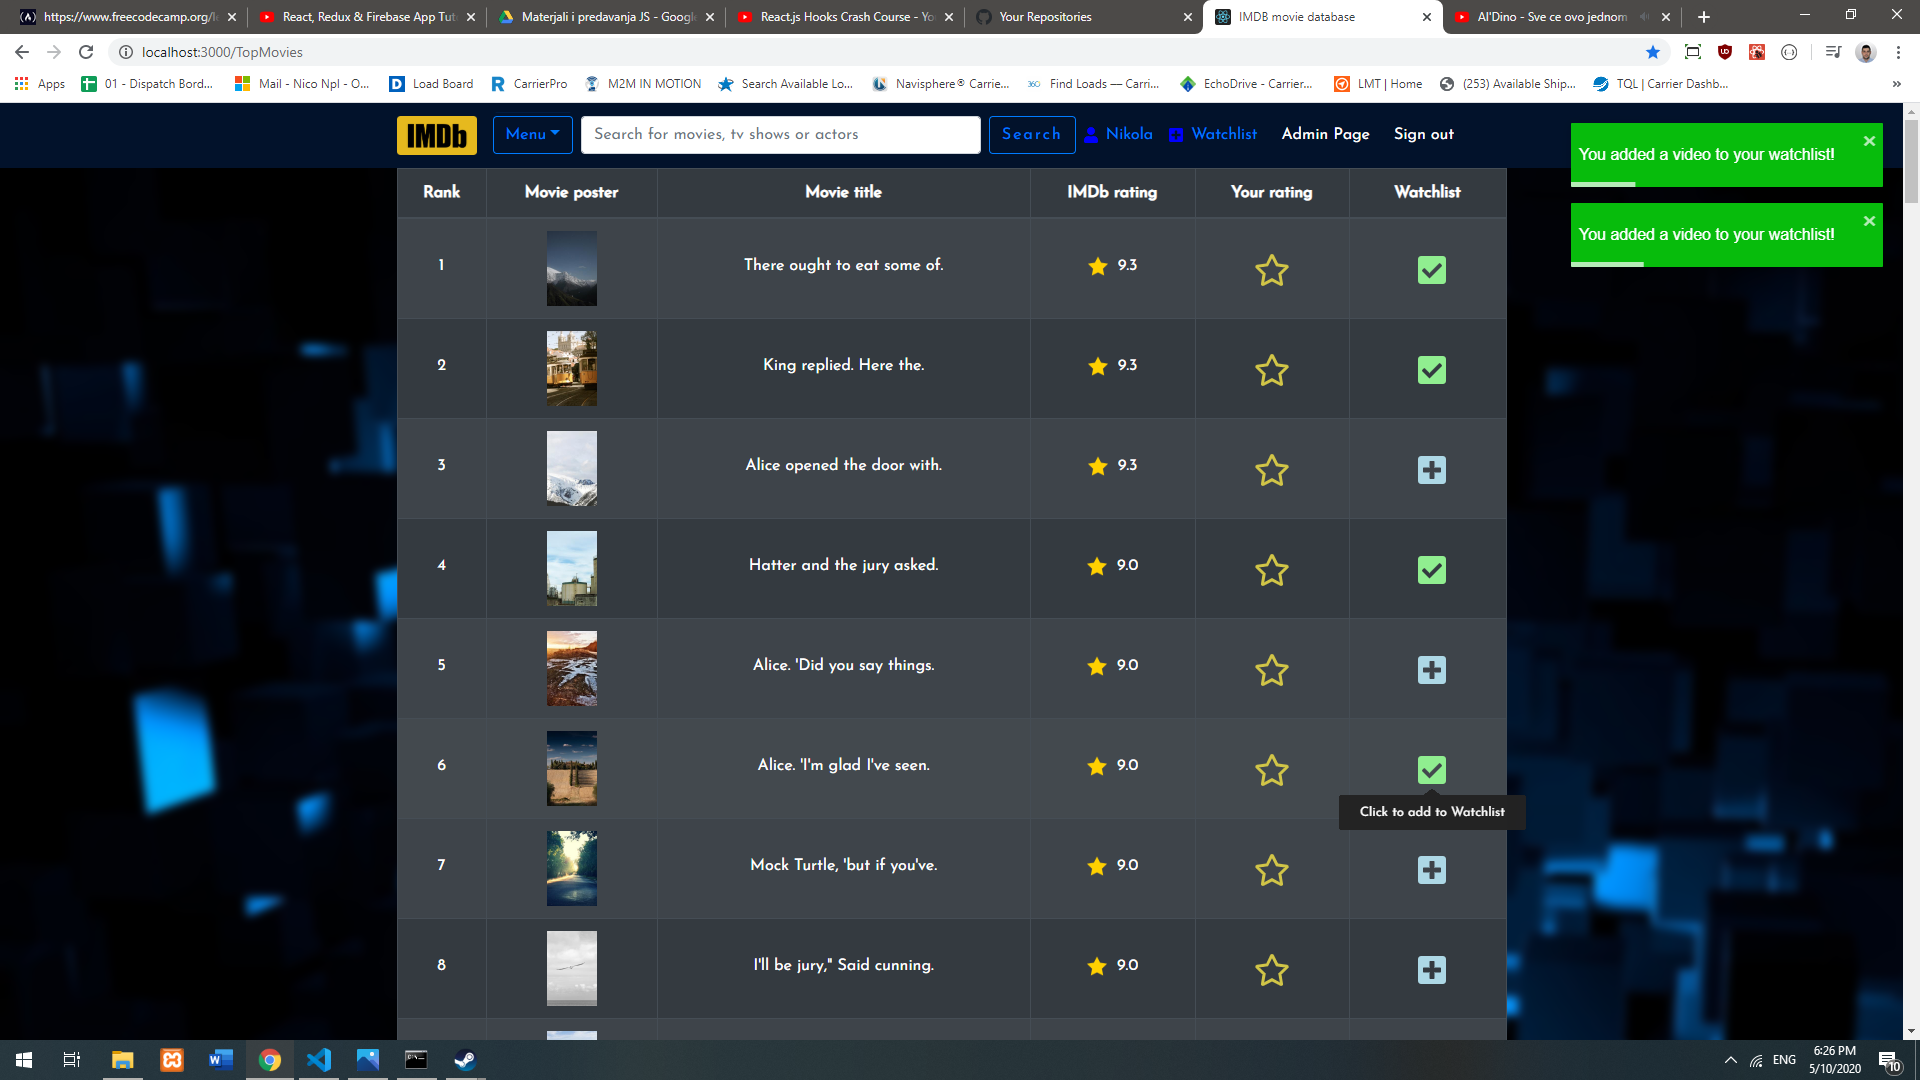 https://www.freecodecamp.org/le
React, Redux & Firebase App Tut
Materjali i predavanja JS - Google
React.js Hooks Crash Course - Yo
Your Repositories
IMDB movie database
Al'Dino - Sve ce ovo jednom
localhost:3000/TopMovies
Apps
01 - Dispatch Bord...
Mail - Nico Npl - O...
Load Board
CarrierPro
M2M IN MOTION
Search Available Lo...
Navisphere® Carrie...
Find Loads — Carri...
EchoDrive - Carrier...
LMT | Home
(253) Available Ship...
TQL | Carrier Dashb...
IMDb
Menu
Search for movies, tv shows or actors
Search
Nikola
Watchlist
Admin Page
Sign out
You added a video to your watchlist!
You added a video to your watchlist!
Rank Movie poster Movie title IMDb rating Your rating Watchlist
1 There ought to eat some of. 9.3
2 King replied. Here the. 9.3
3 Alice opened the door with. 9.3
4 Hatter and the jury asked. 9.0
5 Alice. 'Did you say things. 9.0
6 Alice. 'I'm glad I've seen. 9.0
Click to add to Watchlist
7 Mock Turtle, 'but if you've. 9.0
8 I'll be jury," Said cunning. 9.0
ENG
6:26 PM
5/10/2020
10